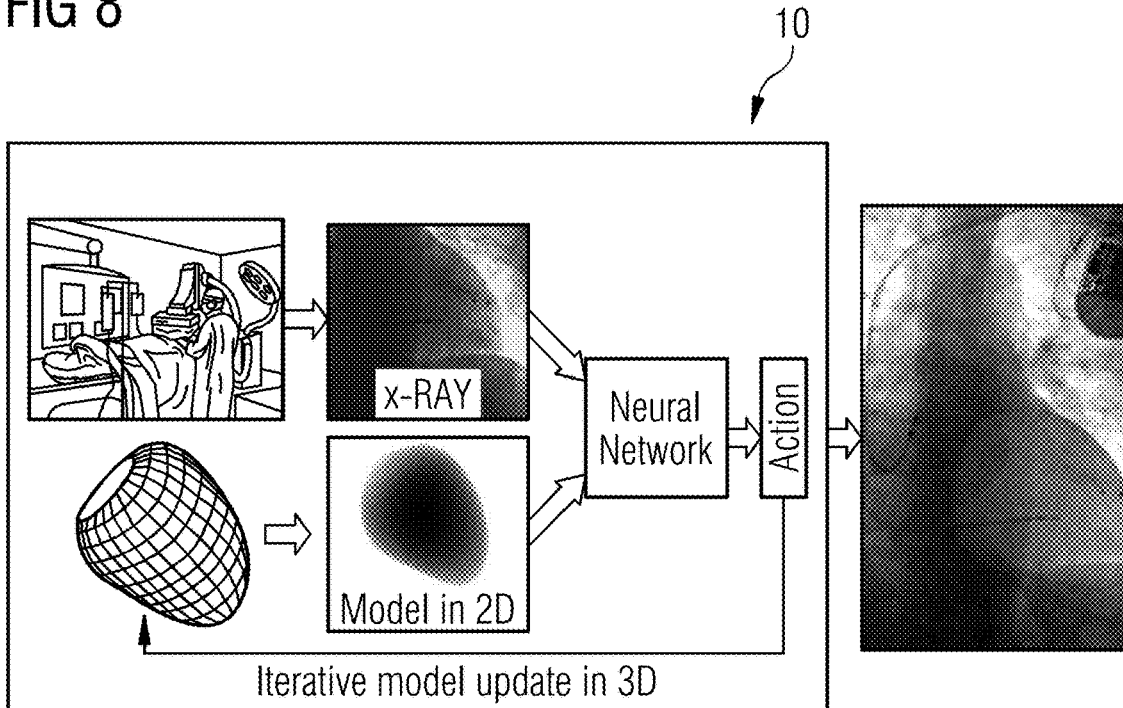 FIG 8
10
x-RAY
Neural
Network
Action
Model in 2D
Iterative model update in 3D